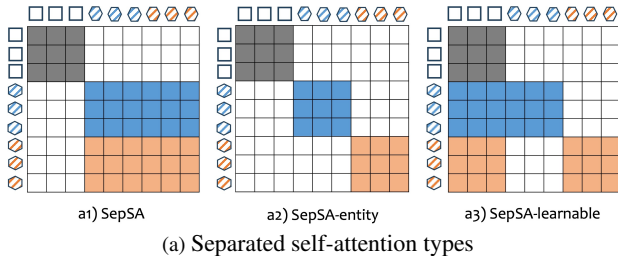 a1) SepSA
a2) SepSA-entity
a3) SepSA-learnable
(a) Separated self-attention types